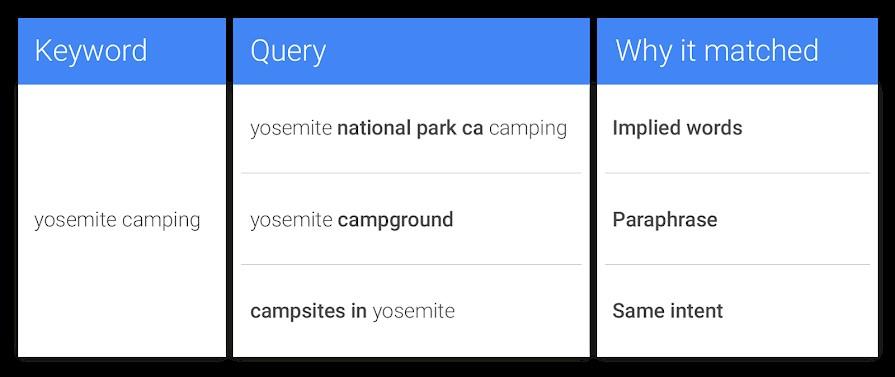 Keyword
Query
Why it matched
yosemite national park ca camping
Implied words
yosemite camping
yosemite campground
Paraphrase
campsites in yosemite
Same intent